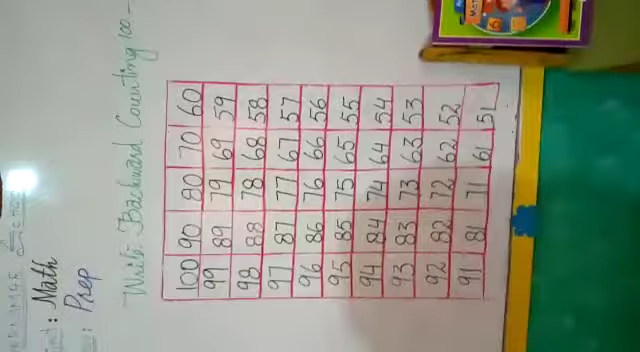 : Math
: Prep
Write Backward Counting 100-
100 90 80 70 60
99 89 79 69 59
98 88 78 68 58
97 87 77 67 57
96 86 76 66 56
95 85 75 65 55
94 84 74 64 54
93 83 73 63 53
92 82 72 62 52
91 81 71 61 51